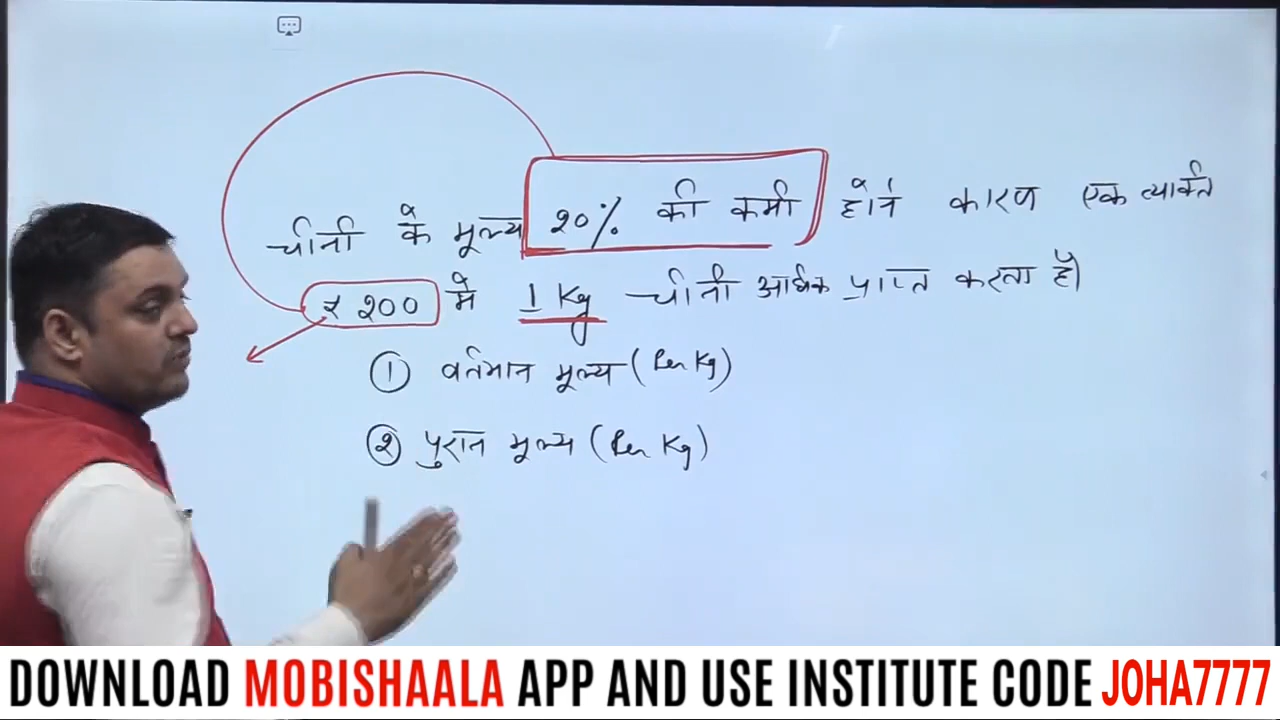 चीनी के मूल्य 20% की कमी होने कारण एक व्यक्ति
₹ 200 में 1 Kg चीनी अधिक प्राप्त करता है।
① वर्तमान मूल्य (Per Kg)
② पुराने मूल्य (Per Kg)
DOWNLOAD MOBISHAALA APP AND USE INSTITUTE CODE JOHA7777